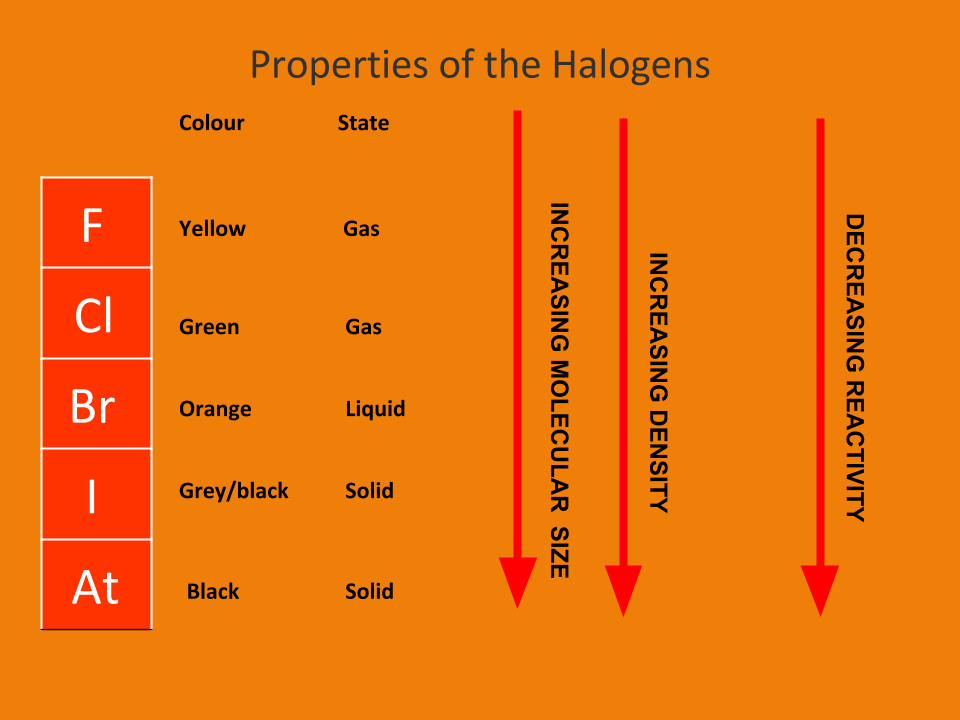 Properties of the Halogens
Colour State
F Yellow Gas
Cl Green Gas
Br Orange Liquid
I Grey/black Solid
At Black Solid
INCREASING MOLECULAR SIZE
INCREASING DENSITY
DECREASING REACTIVITY